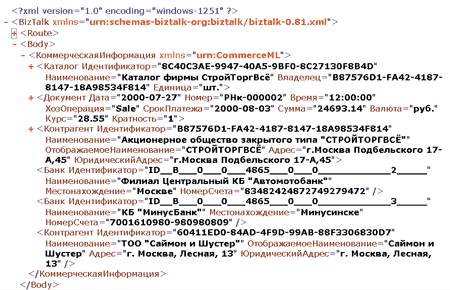 <?xml version="1.0" encoding="windows-1251" ?>
- <BizTalk xmlns="urn:schemas-biztalk-org:biztalk/biztalk-0.81.xml">
+ <Route>
- <Body>
- <КоммерческаяИнформация xmlns="urn:CommerceML">
+ <Каталог Идентификатор="8C40C3AE-9947-40A5-9BF0-8C27130F8B4D"
Наименование="Каталог фирмы СтройТоргВсё" Владелец="B87576D1-FA42-4187-
8147-18A98534F814" Единица="шт.">
+ <Документ Дата="2000-07-27" Номер="РНк-000002" Время="12:00:00"
ХозОперация="Sale" СрокПлатежа="2000-08-03" Сумма="24693.14" Валюта="руб."
Курс="28.55" Кратность="1">
+ <Контрагент Идентификатор="B87576D1-FA42-4187-8147-18A98534F814"
Наименование="Акционерное общество закрытого типа "СТРОЙТОРГВСЁ""
ОтображаемоеНаименование="СТРОЙТОРГВСЁ" Адрес="г.Москва Подбельского 17-
А,45" ЮридическийАдрес="г.Москва Подбельского 17-А,45">
<Банк Идентификатор="ID__B___0___0___4865___0___0_____________2____"
Наименование="Филиал Центральный КБ "Автомотобанк""
Местонахождение="Москве" НомерСчета="83482424872749279472" />
<Банк Идентификатор="ID__B___0___0___4865___0___0_____________3____"
Наименование="КБ "МинусБанк"" Местонахождение="Минусинске"
НомерСчета="7001610980-980980809" />
<Контрагент Идентификатор="60411ED0-84AD-4F9D-99AB-88F3306830D7"
Наименование="ТОО "Саймон и Шустер"" ОтображаемоеНаименование="Саймон и
Шустер" Адрес="г. Москва, Лесная, 13" ЮридическийАдрес="г. Москва, Лесная,
13" />
</КоммерческаяИнформация>
</Body>
</BizTalk>